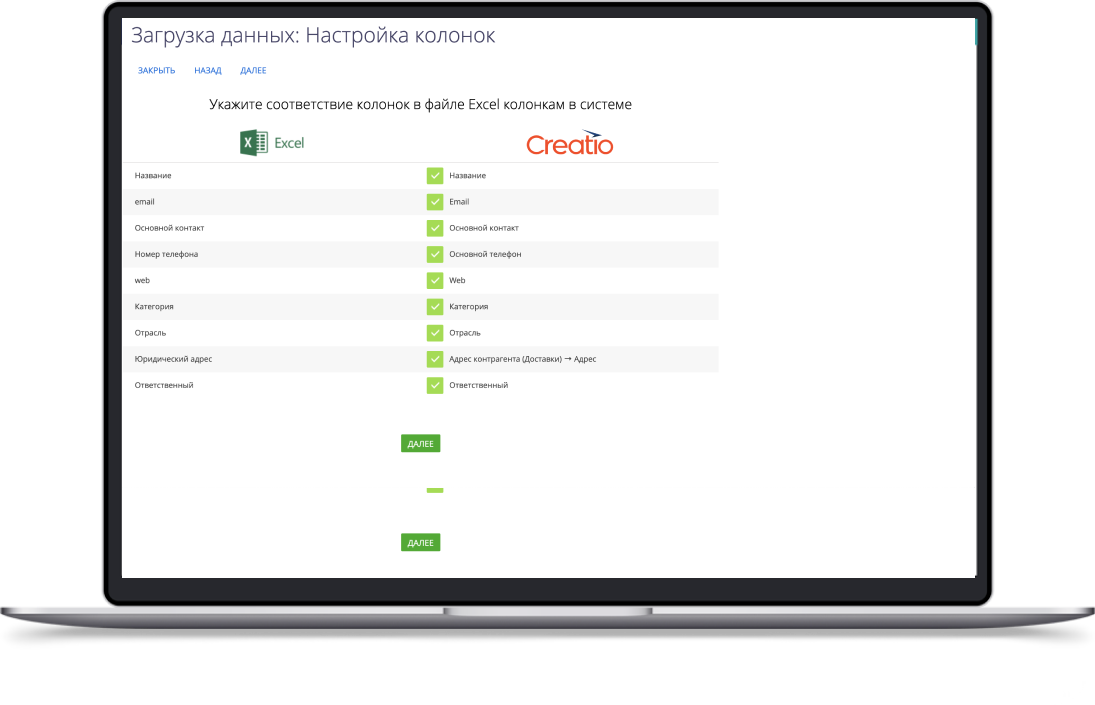 Загрузка данных: Настройка колонок
ЗАКРЫТЬ НАЗАД ДАЛЕЕ
Укажите соответствие колонок в файле Excel колонкам в системе
X Excel Creatio
Название Название
email Email
Основной контакт Основной контакт
Номер телефона Основной телефон
web Web
Категория Категория
Отрасль Отрасль
Юридический адрес Адрес контрагента (Доставки) → Адрес
Ответственный Ответственный
ДАЛЕЕ
ДАЛЕЕ